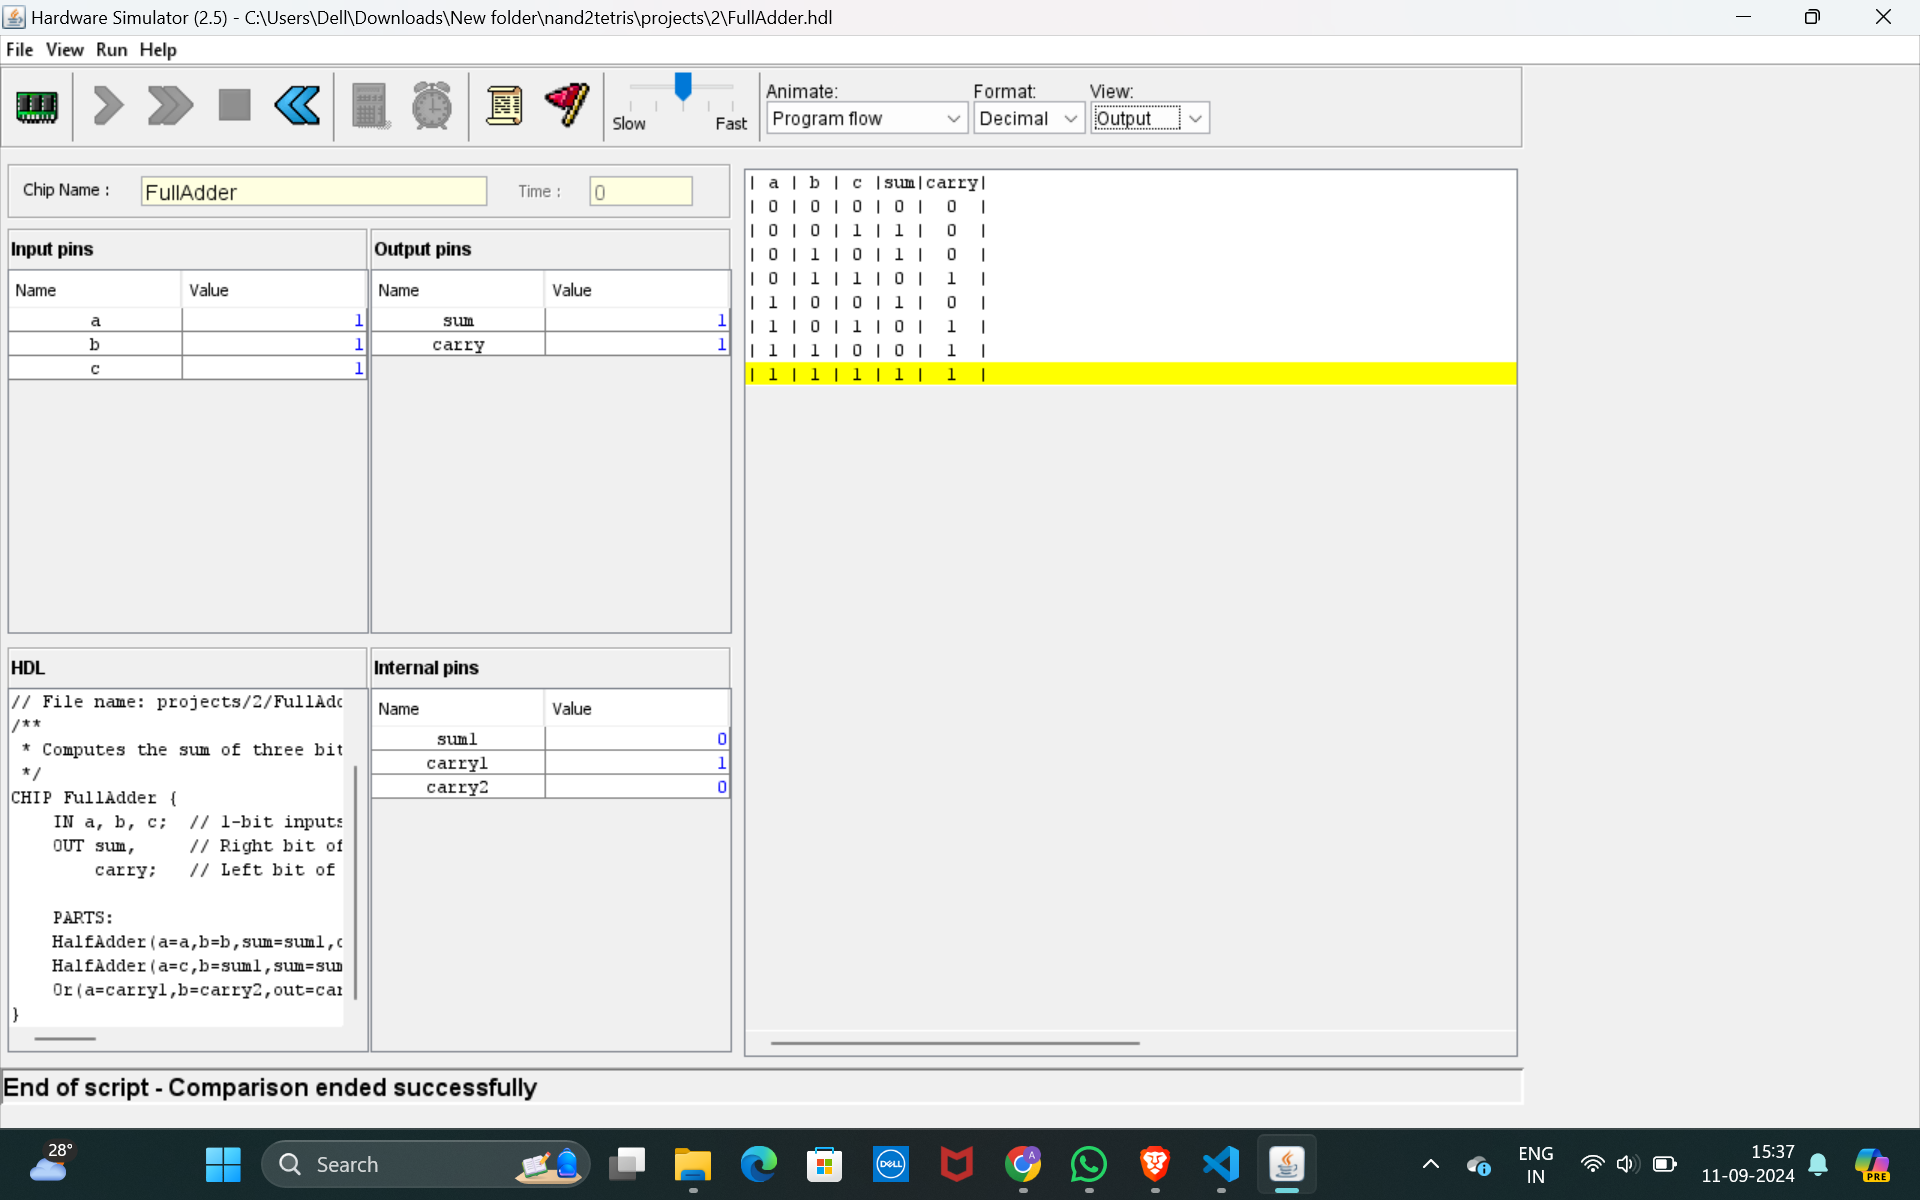 Hardware Simulator (2.5) - C:\Users\Dell\Downloads\New folder\nand2tetris\projects\2\FullAdder.hdl
File View Run Help
Slow Fast
Animate: Format: View:
Program flow Decimal Output
Chip Name : FullAdder Time : 0
Input pins
Name Value
a 1
b 1
c 1
Output pins
Name Value
sum 1
carry 1
| a | b | c |sum|carry|
| 0 | 0 | 0 | 0 | 0 |
| 0 | 0 | 1 | 1 | 0 |
| 0 | 1 | 0 | 1 | 0 |
| 0 | 1 | 1 | 0 | 1 |
| 1 | 0 | 0 | 1 | 0 |
| 1 | 0 | 1 | 0 | 1 |
| 1 | 1 | 0 | 0 | 1 |
| 1 | 1 | 1 | 1 | 1 |
HDL
// File name: projects/2/FullAdd
/**
* Computes the sum of three bit
*/
CHIP FullAdder {
IN a, b, c; // 1-bit inputs
OUT sum, // Right bit of
carry; // Left bit of
PARTS:
HalfAdder(a=a,b=b,sum=sum1,c
HalfAdder(a=c,b=sum1,sum=sum
Or(a=carry1,b=carry2,out=car
}
Internal pins
Name Value
sum1 0
carry1 1
carry2 0
End of script - Comparison ended successfully
28°
Search
DELL
A
ENG
IN
15:37
11-09-2024
PRE